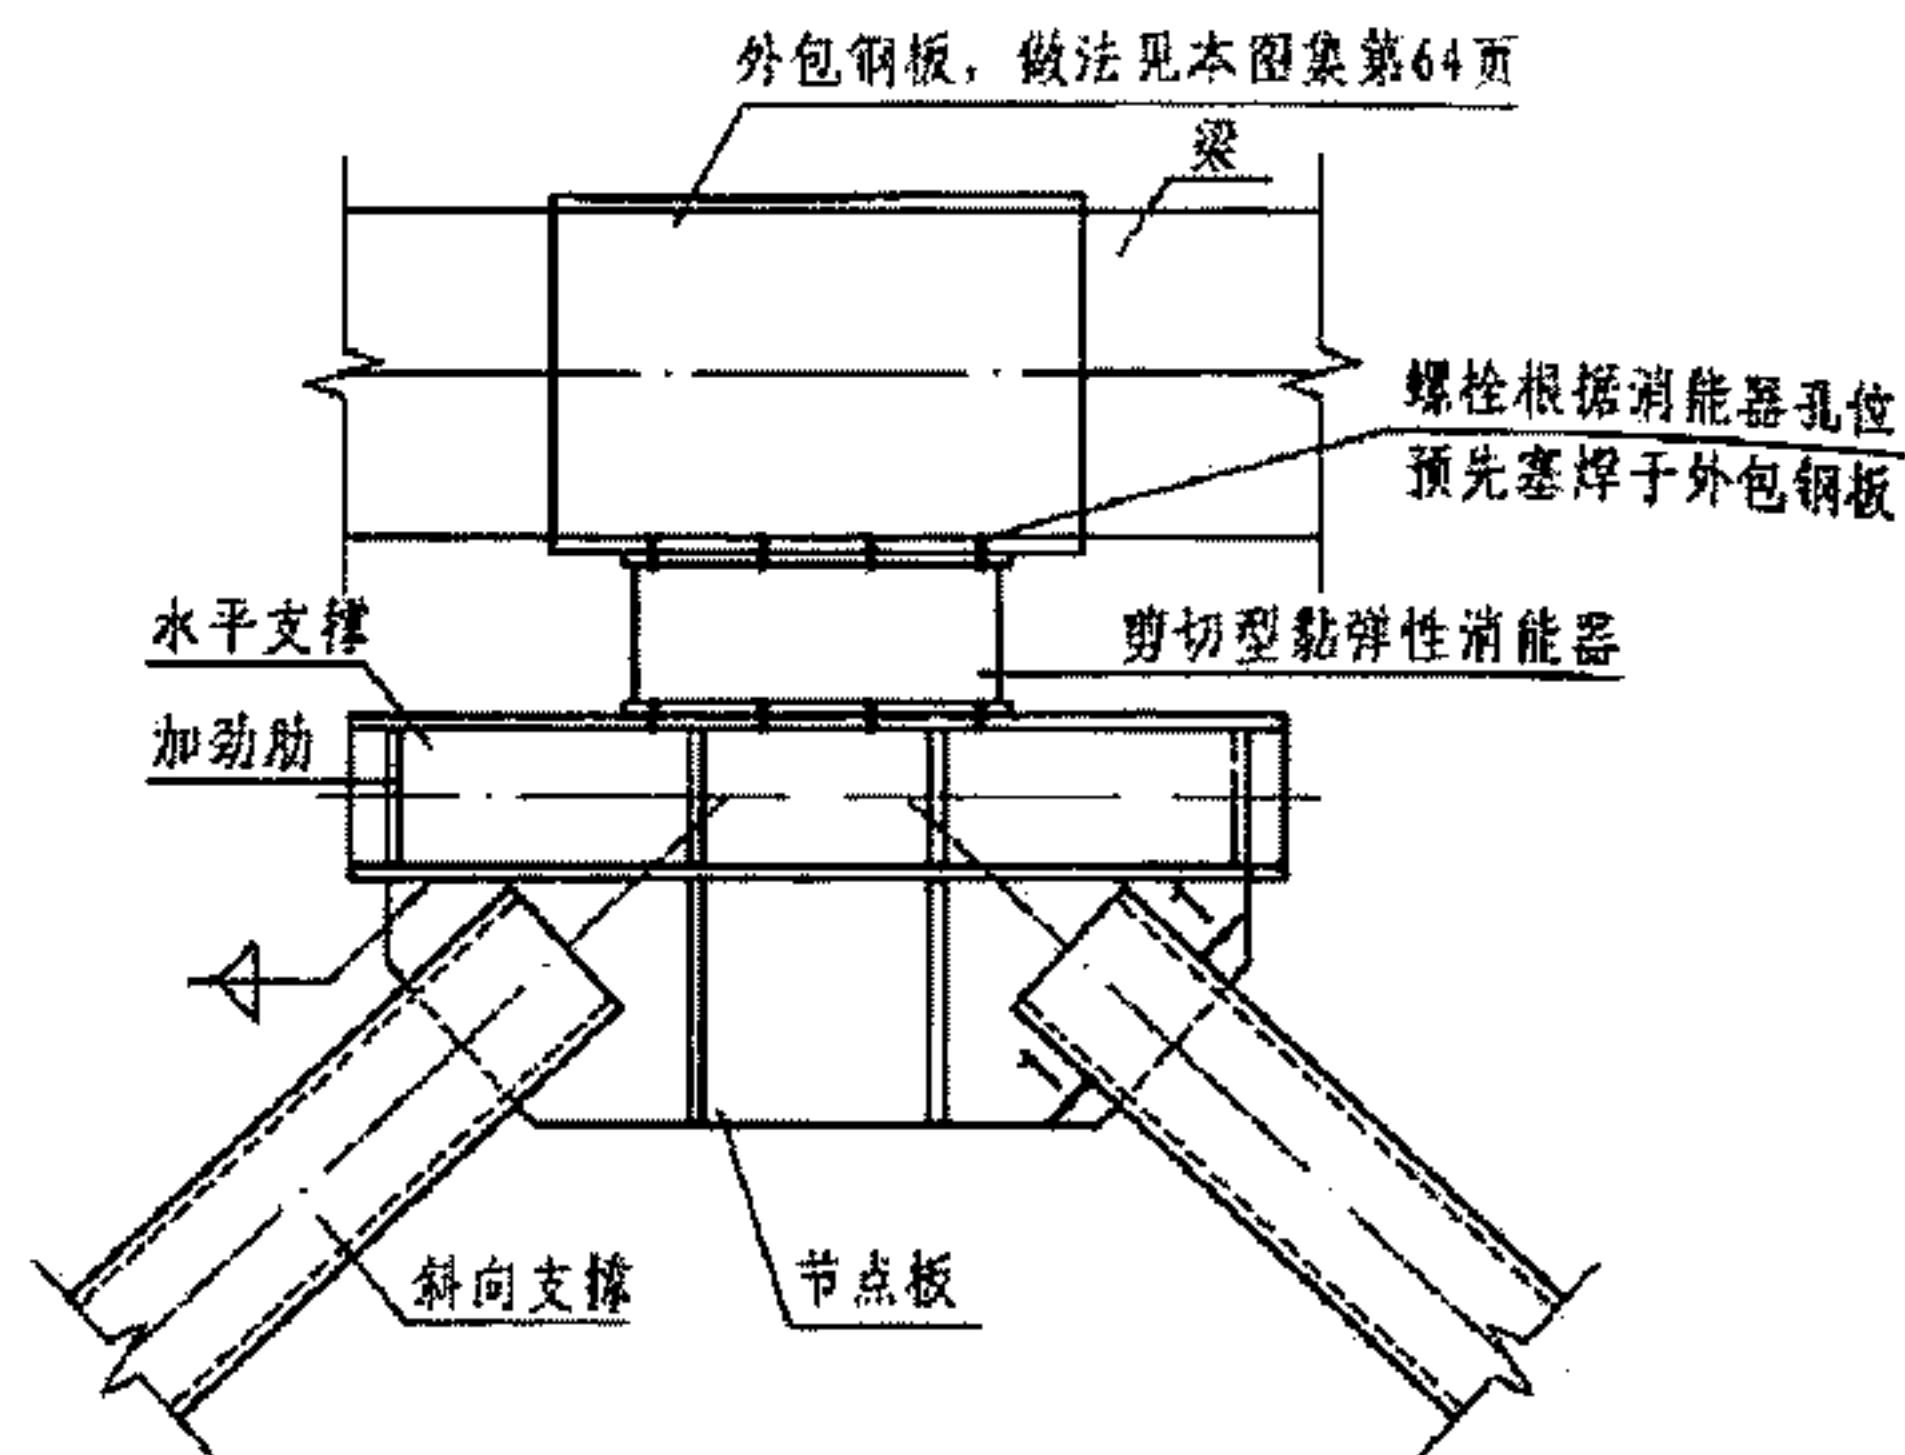 外包钢板，做法见本图集第64页
梁
螺栓根据消能器孔位
预先塞焊于外包钢板
水平支撑
剪切型黏弹性消能器
加劲肋
斜向支撑
节点板